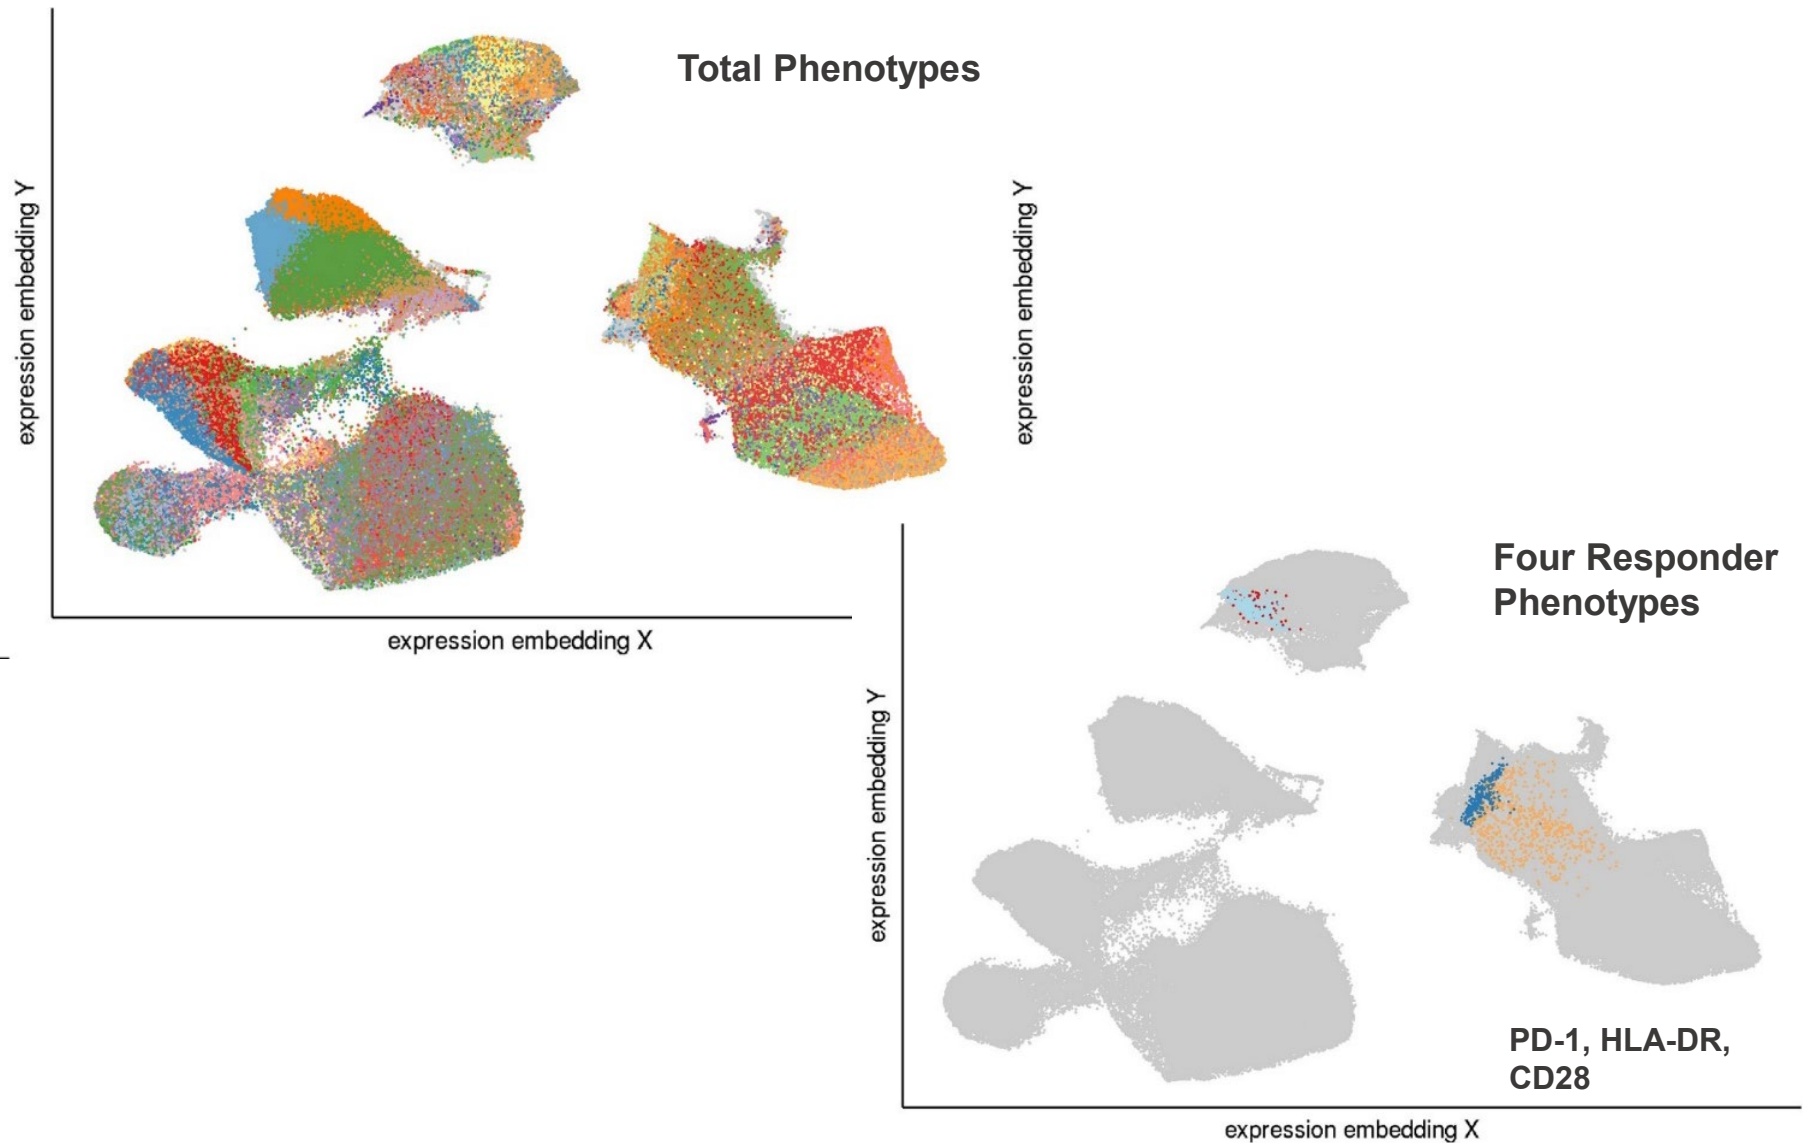 Total Phenotypes
expression embedding Y
expression embedding X
expression embedding Y
Four Responder
Phenotypes
expression embedding Y
PD-1, HLA-DR,
CD28
expression embedding X